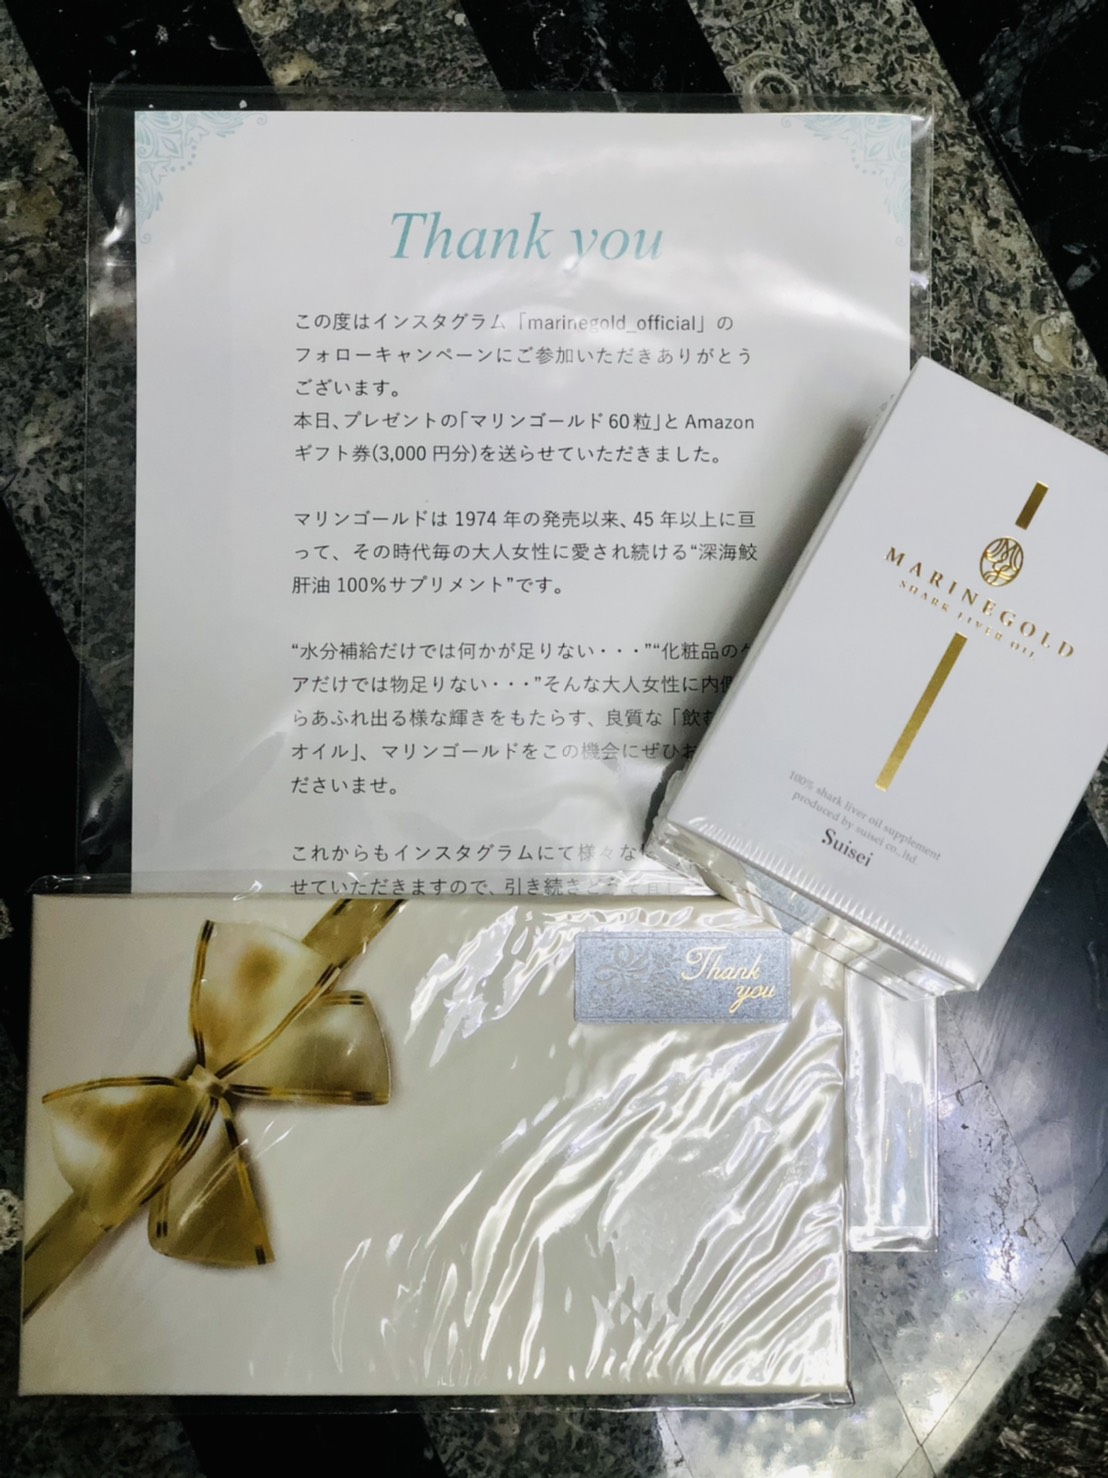 Thank you
この度はインスタグラム「marinegold_official」の
フォローキャンペーンにご参加いただきありがとう
ございます。
本日、プレゼントの「マリンゴールド60粒」とAmazon
ギフト券(3,000円分)を送らせていただきました。
マリンゴールドは1974年の発売以来、45年以上に亘
って、その時代毎の大人女性に愛され続ける“深海鮫
肝油100%サプリメント”です。
“水分補給だけでは何かが足りない・・・”“化粧品のケ
アだけでは物足りない・・・”そんな大人女性に内
らあふれ出る様な輝きをもたらす、良質な「飲
オイル」、マリンゴールドをこの機会にぜひお
ださいませ。
これからもインスタグラムにて様々な
せていただきますので、引き続き
MARINEGOLD
SHARK LIVER OIL
100% shark liver oil supplement
produced by suisei co., ltd.
Suisei
Thank
you